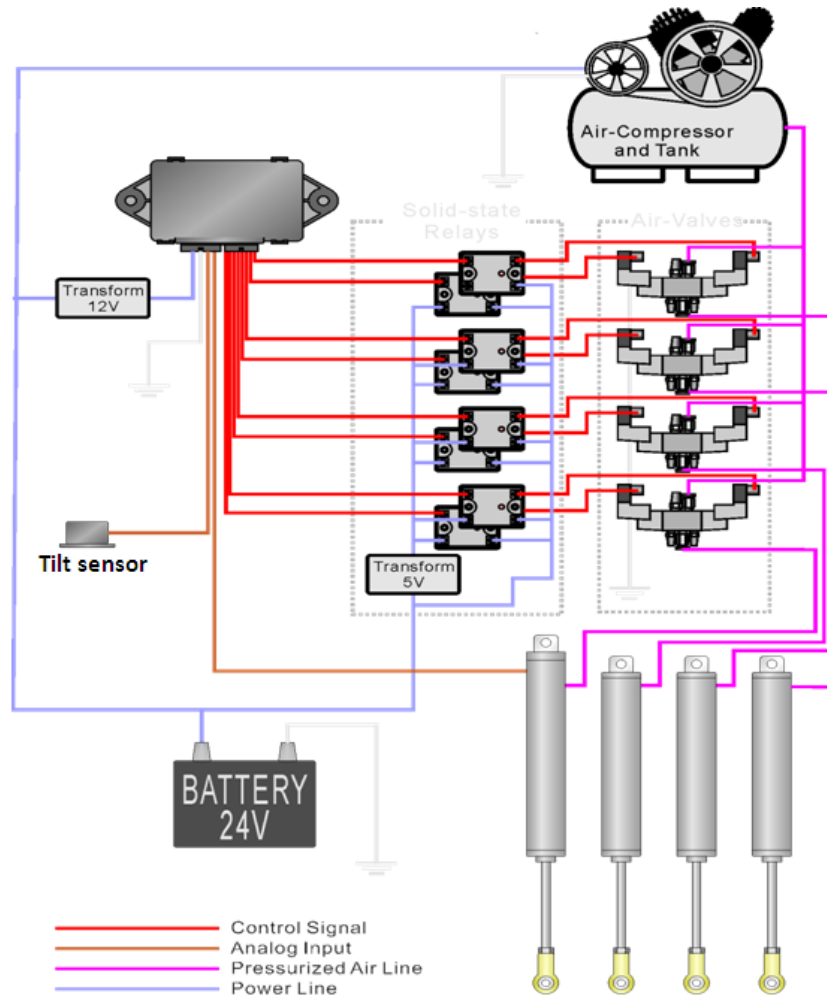 Air-Compressor
and Tank
Solid-state
Relays
Air-Valves
Transform
12V
Tilt sensor
Transform
5V
BATTERY
24V
Control Signal
Analog Input
Pressurized Air Line
Power Line